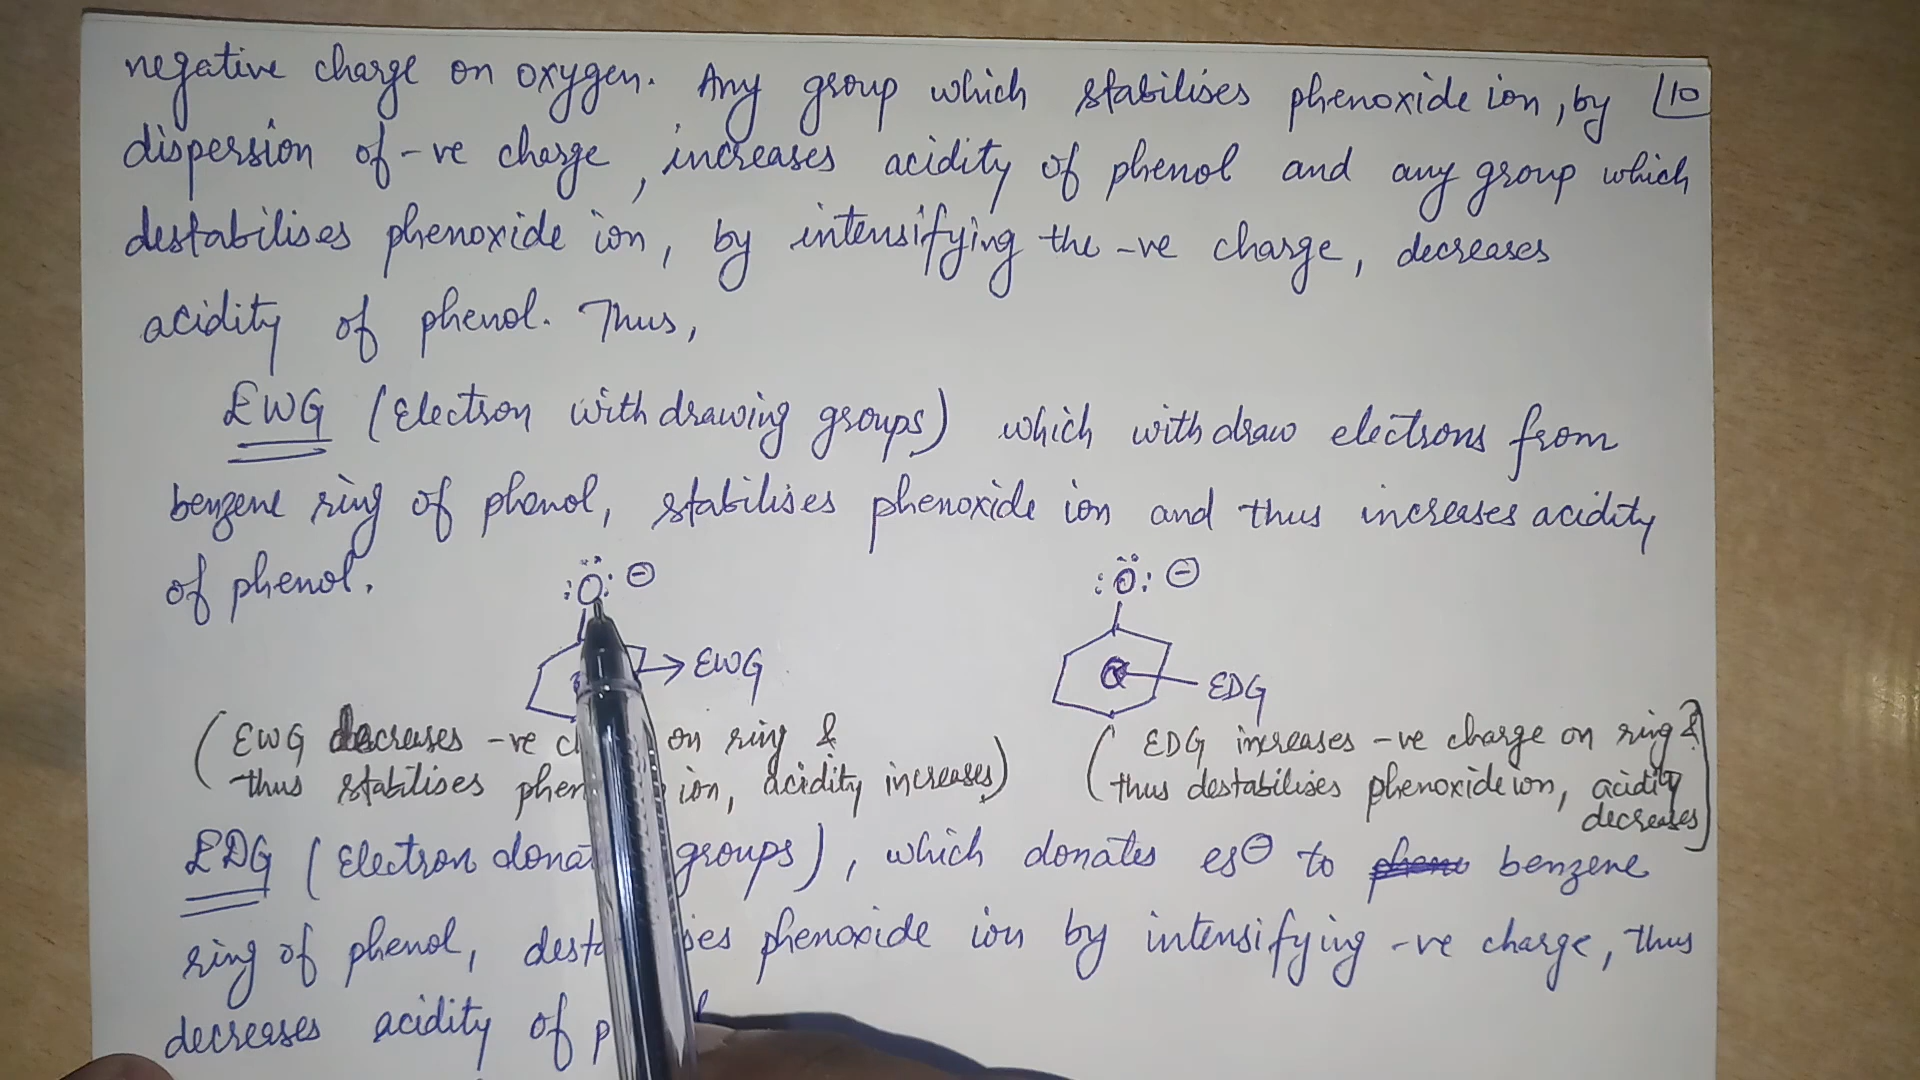 negative charge on oxygen. Any group which stabilises phenoxide ion, by 10
dispersion of -ve charge, increases acidity of phenol and any group which
destabilises phenoxide ion, by intensifying the -ve charge, decreases
acidity of phenol. Thus,
EWG (Electron withdrawing groups) which withdraw electrons from
benzene ring of phenol, stabilises phenoxide ion and thus increases acidity
of phenol.
:Ö: ⊖
:Ö: ⊖
EWG
EDG
(EWG decreases -ve on ring &
thus stabilises ion, acidity increases)
(EDG increases -ve charge on ring &
thus destabilises phenoxide ion, acidity
decreases)
EDG (Electron groups), which donates es⊖ to benzene
ring of phenol, phenoxide ion by intensifying -ve charge, thus
decreases acidity of